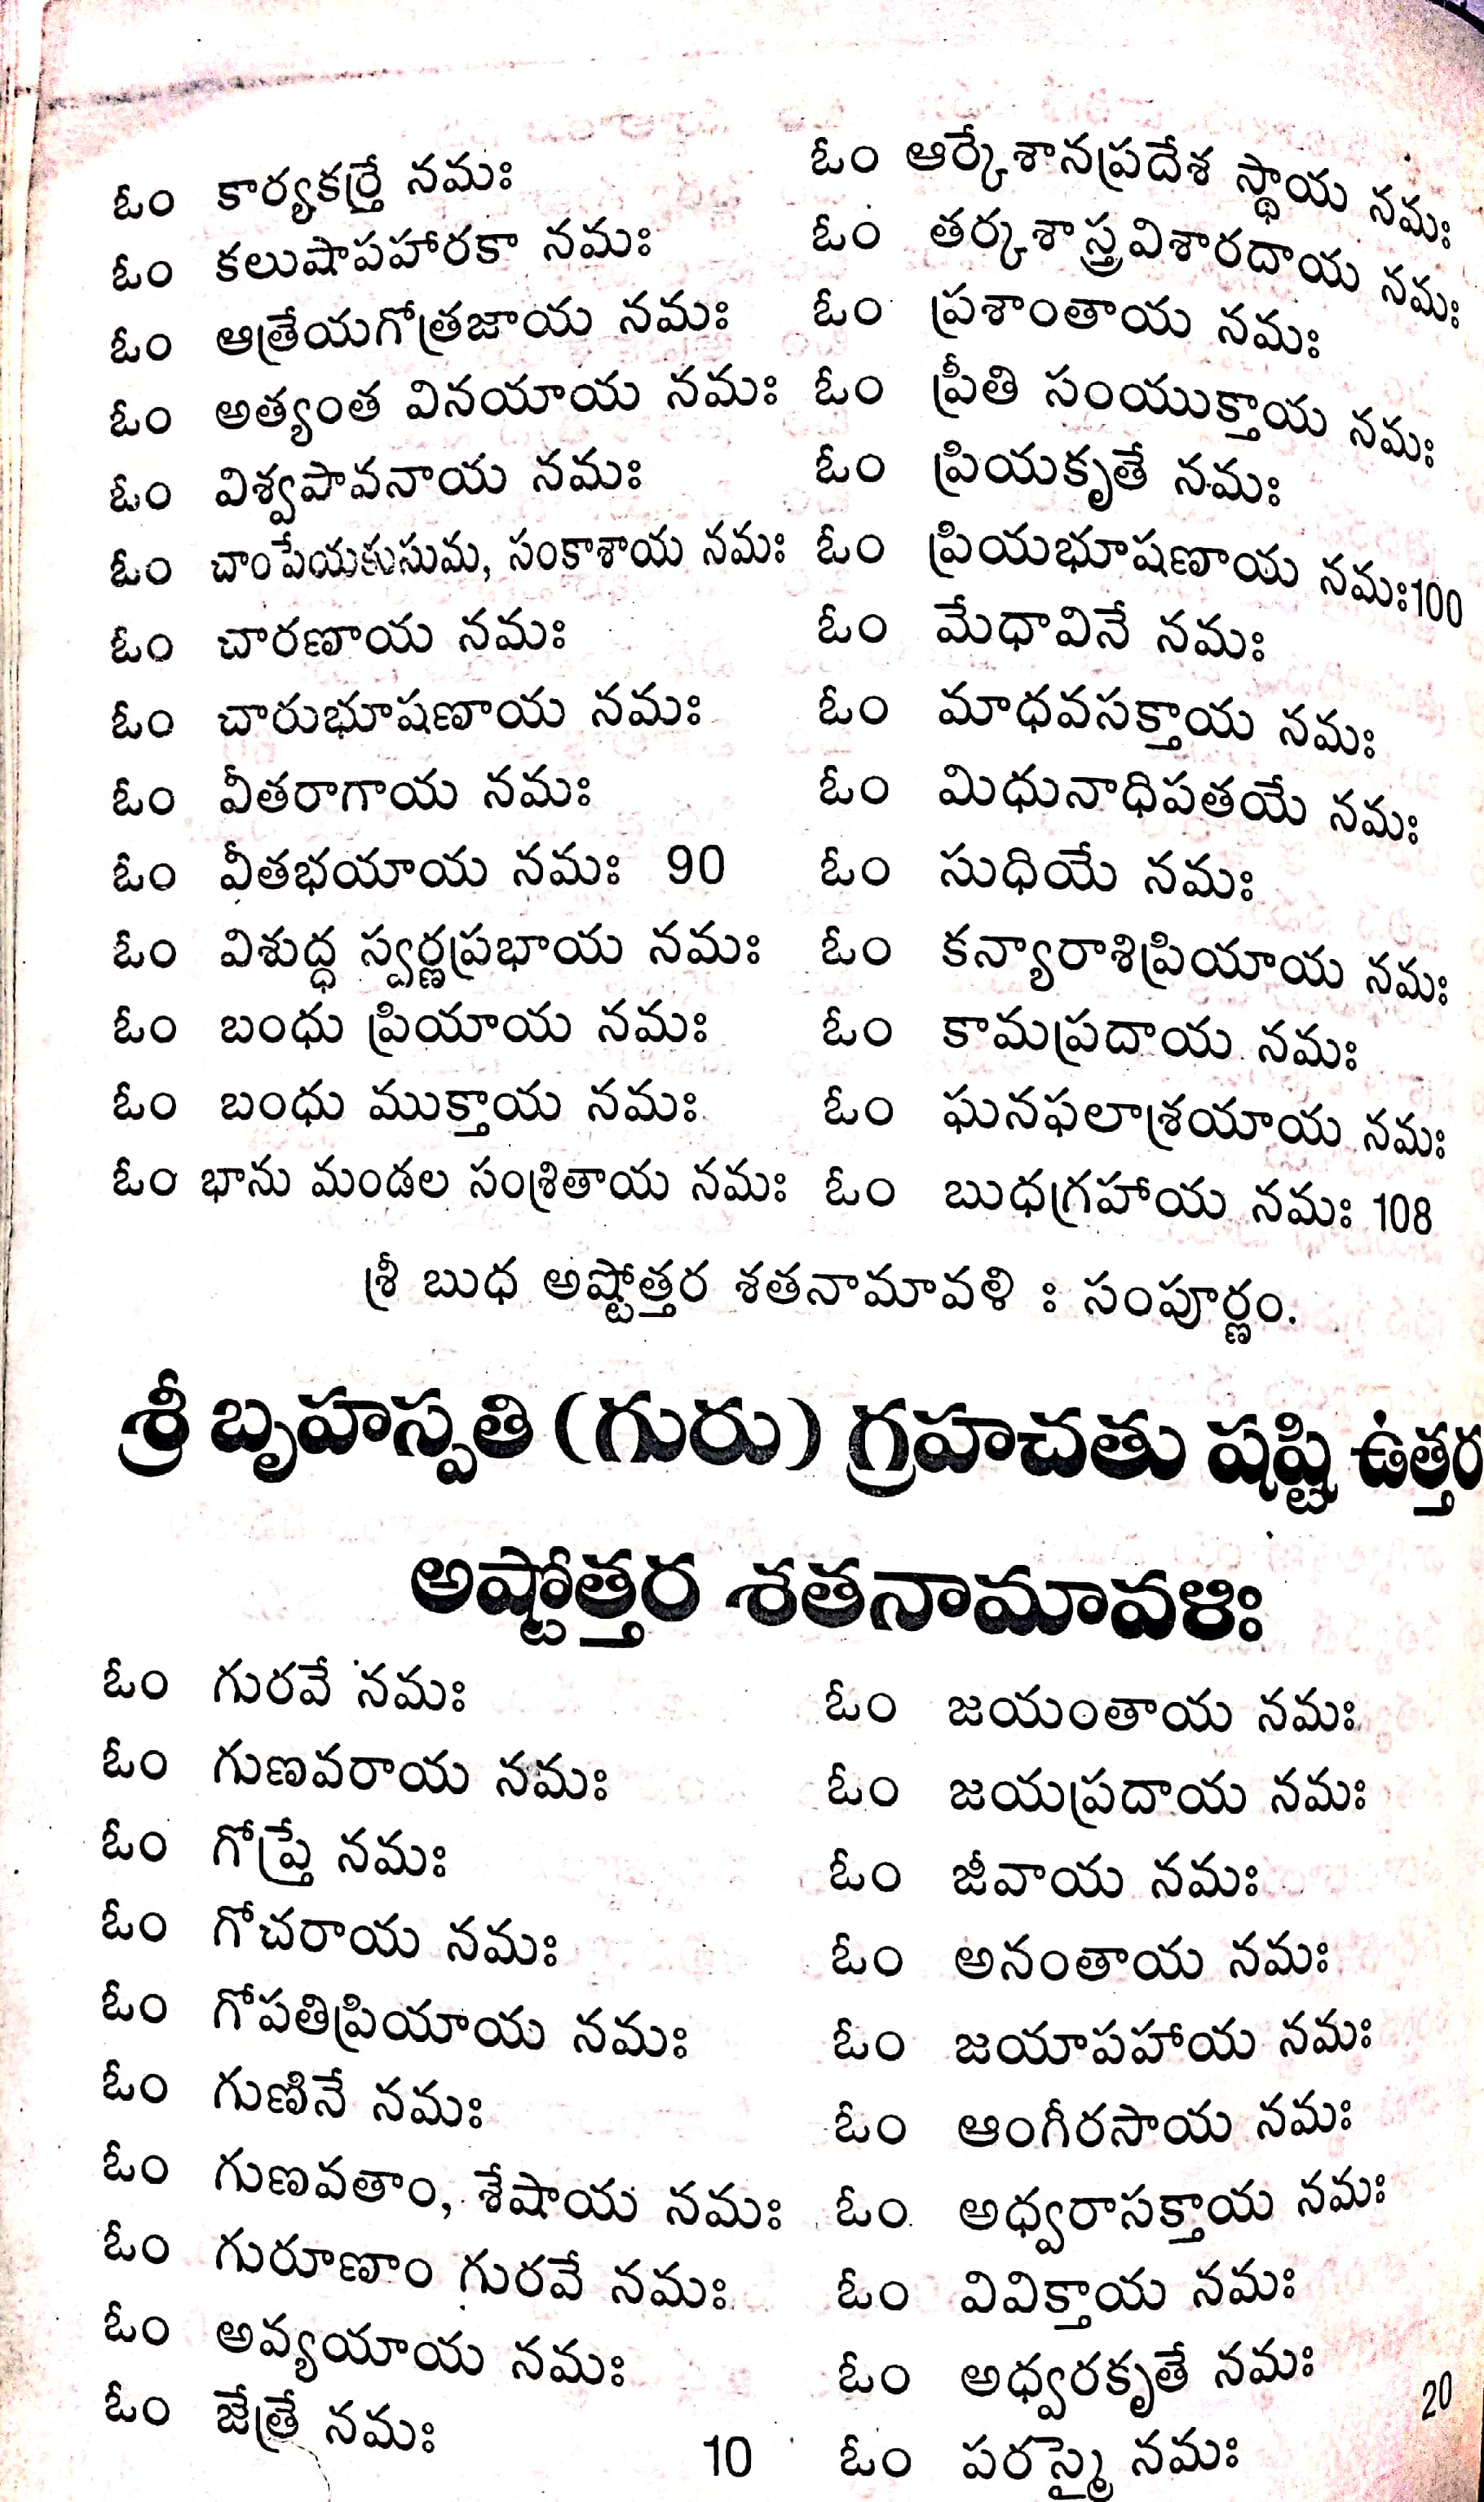 ఓం కార్యకర్త్రే నమః
ఓం కలుషాపహారకా నమః
ఓం ఆత్రేయగోత్రజాయ నమః
ఓం అత్యంత వినయాయ నమః
ఓం విశ్వపావనాయ నమః
ఓం చాంపేయకుసుమ, సంకాశాయ నమః
ఓం చారణాయ నమః
ఓం చారుభూషణాయ నమః
ఓం వీతరాగాయ నమః
ఓం వీతభయాయ నమః 90
ఓం విశుద్ధ స్వర్ణప్రభాయ నమః
ఓం బంధు ప్రియాయ నమః
ఓం బంధు ముక్తాయ నమః
ఓం భాను మండల సంశ్రితాయ నమః
ఓం ఆర్కేశానప్రదేశ స్థాయ నమః
ఓం తర్కశాస్త్రవిశారదాయ నమః
ఓం ప్రశాంతాయ నమః
ఓం ప్రీతి సంయుక్తాయ నమః
ఓం ప్రియకృతే నమః
ఓం ప్రియభూషణాయ నమః100
ఓం మేధావినే నమః
ఓం మాధవసక్తాయ నమః
ఓం మిధునాధిపతయే నమః
ఓం సుధియే నమః
ఓం కన్యారాశిప్రియాయ నమః
ఓం కామప్రదాయ నమః
ఓం ఘనఫలాశ్రయాయ నమః
ఓం బుధగ్రహాయ నమః 108
శ్రీ బుధ అష్టోత్తర శతనామావళి ః సంపూర్ణం.
శ్రీ బృహస్పతి (గురు) గ్రహచతు షష్టి ఉత్తర
అష్టోత్తర శతనామావళిః
ఓం గురవే నమః
ఓం గుణవరాయ నమః
ఓం గోప్త్రే నమః
ఓం గోచరాయ నమః
ఓం గోపతిప్రియాయ నమః
ఓం గుణినే నమః
ఓం గుణవతాం, శేషాయ నమః
ఓం గురూణాం గురవే నమః
ఓం అవ్యయాయ నమః
ఓం జేత్రే నమః 10
ఓం జయంతాయ నమః
ఓం జయప్రదాయ నమః
ఓం జీవాయ నమః
ఓం అనంతాయ నమః
ఓం జయాపహాయ నమః
ఓం ఆంగీరసాయ నమః
ఓం అధ్వరాసక్తాయ నమః
ఓం వివిక్తాయ నమః
ఓం అధ్వరకృతే నమః 20
ఓం పరస్మై నమః